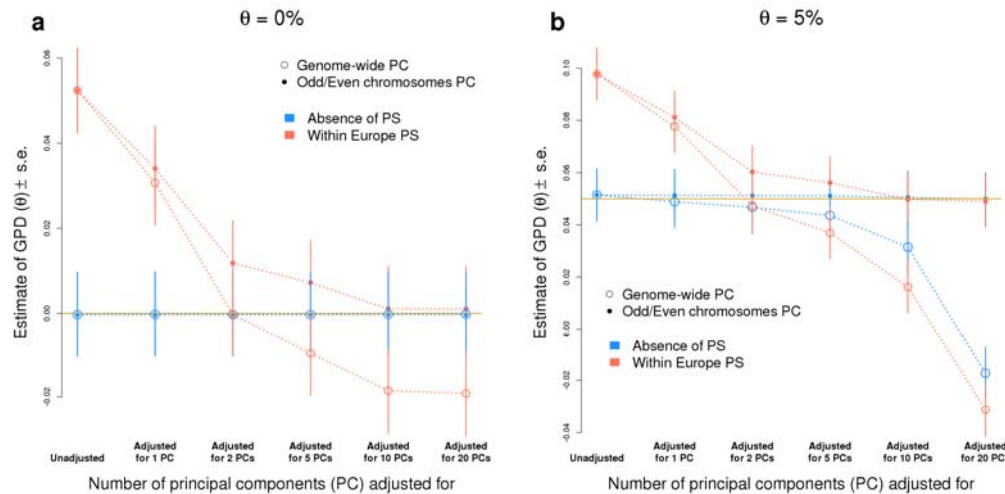 a
θ = 0%
Estimate of GPD (θ) ± s.e.
0.06
0.04
0.02
0.00
-0.02
Genome-wide PC
Odd/Even chromosomes PC
Absence of PS
Within Europe PS
Unadjusted
Adjusted for 1 PC
Adjusted for 2 PCs
Adjusted for 5 PCs
Adjusted for 10 PCs
Adjusted for 20 PCs
Number of principal components (PC) adjusted for
b
θ = 5%
Estimate of GPD (θ) ± s.e.
0.10
0.08
0.06
0.04
0.02
0.00
-0.02
-0.04
Genome-wide PC
Odd/Even chromosomes PC
Absence of PS
Within Europe PS
Unadjusted
Adjusted for 1 PC
Adjusted for 2 PCs
Adjusted for 5 PCs
Adjusted for 10 PCs
Adjusted for 20 PCs
Number of principal components (PC) adjusted for